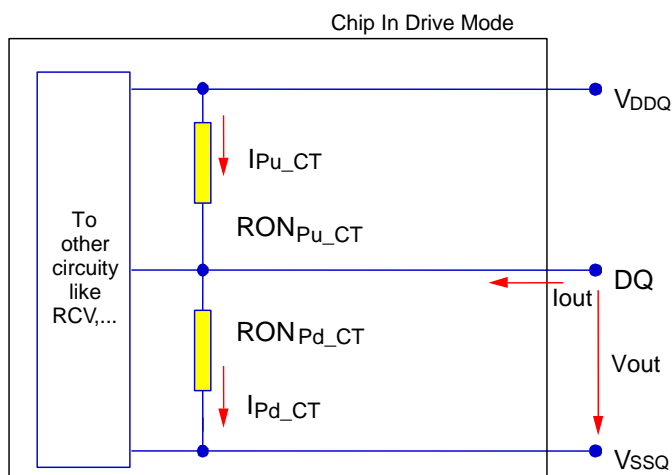 Chip In Drive Mode
VDDQ
IPu_CT
RONPu_CT
To
other
circuity
like
RCV,...
DQ
Iout
RONPd_CT
Vout
IPd_CT
VSSQ